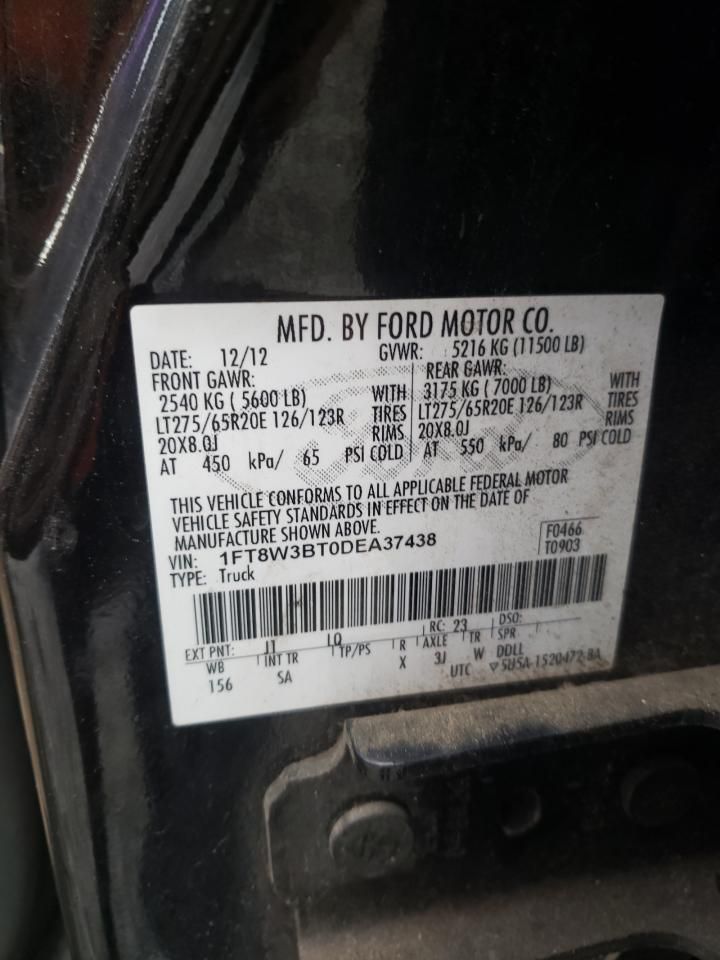 MFD. BY FORD MOTOR CO.
DATE: 12/12 GVWR: 5216 KG (11500 LB)
FRONT GAWR: REAR GAWR:
2540 KG ( 5600 LB) WITH 3175 KG ( 7000 LB) WITH
LT275/65R20E 126/123R TIRES LT275/65R20E 126/123R TIRES
20X8.0J RIMS 20X8.0J RIMS
AT 450 kPa/ 65 PSI COLD AT 550 kPa/ 80 PSI COLD
THIS VEHICLE CONFORMS TO ALL APPLICABLE FEDERAL MOTOR
VEHICLE SAFETY STANDARDS IN EFFECT ON THE DATE OF
MANUFACTURE SHOWN ABOVE.
VIN: 1FT8W3BT0DEA37438 F0466
TYPE: Truck T0903
EXT PNT: J1 LQ RC: 23 DSO:
WB INT TR TP/PS R AXLE TR SPR
156 SA X 3J W DDLL
UTC ▽5U5A-1520472-BA